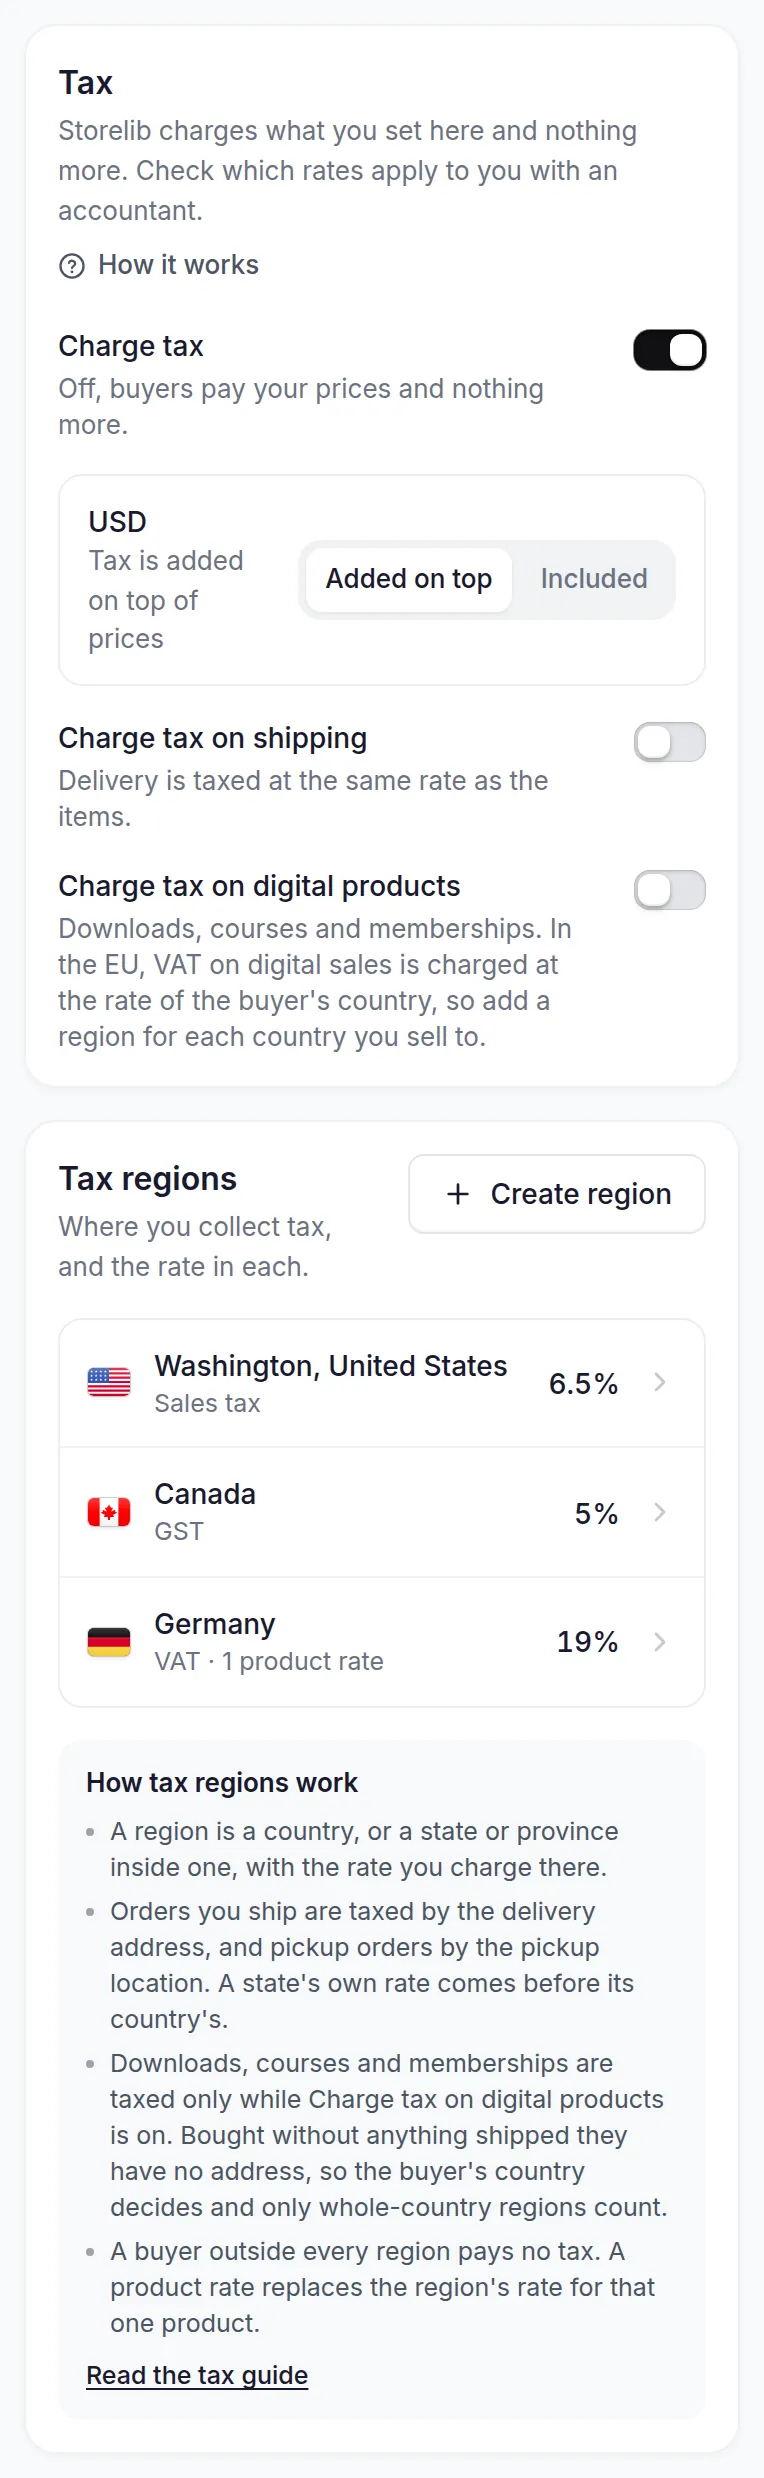 Tax
Storelib charges what you set here and nothing
more. Check which rates apply to you with an
accountant.
How it works
Charge tax
Off, buyers pay your prices and nothing
more.
USD
Tax is added
on top of
prices
Added on top
Included
Charge tax on shipping
Delivery is taxed at the same rate as the
items.
Charge tax on digital products
Downloads, courses and memberships. In
the EU, VAT on digital sales is charged at
the rate of the buyer's country, so add a
region for each country you sell to.
Tax regions
Create region
Where you collect tax,
and the rate in each.
Washington, United States
Sales tax
6.5%
Canada
GST
5%
Germany
VAT · 1 product rate
19%
How tax regions work
A region is a country, or a state or province
inside one, with the rate you charge there.
Orders you ship are taxed by the delivery
address, and pickup orders by the pickup
location. A state's own rate comes before its
country's.
Downloads, courses and memberships are
taxed only while Charge tax on digital products
is on. Bought without anything shipped they
have no address, so the buyer's country
decides and only whole-country regions count.
A buyer outside every region pays no tax. A
product rate replaces the region's rate for that
one product.
Read the tax guide